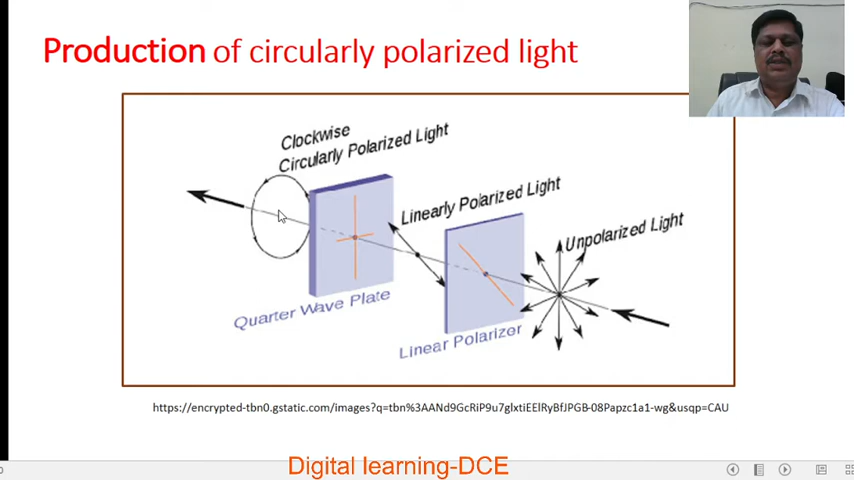 Production of circularly polarized light
Clockwise
Circularly Polarized Light
Linearly Polarized Light
Unpolarized Light
Quarter Wave Plate
Linear Polarizer
https://encrypted-tbn0.gstatic.com/images?q=tbn%3AANd9GcRiP9u7glxtiEElRyBfJPGB-08Papzc1a1-wg&usqp=CAU
Digital learning-DCE